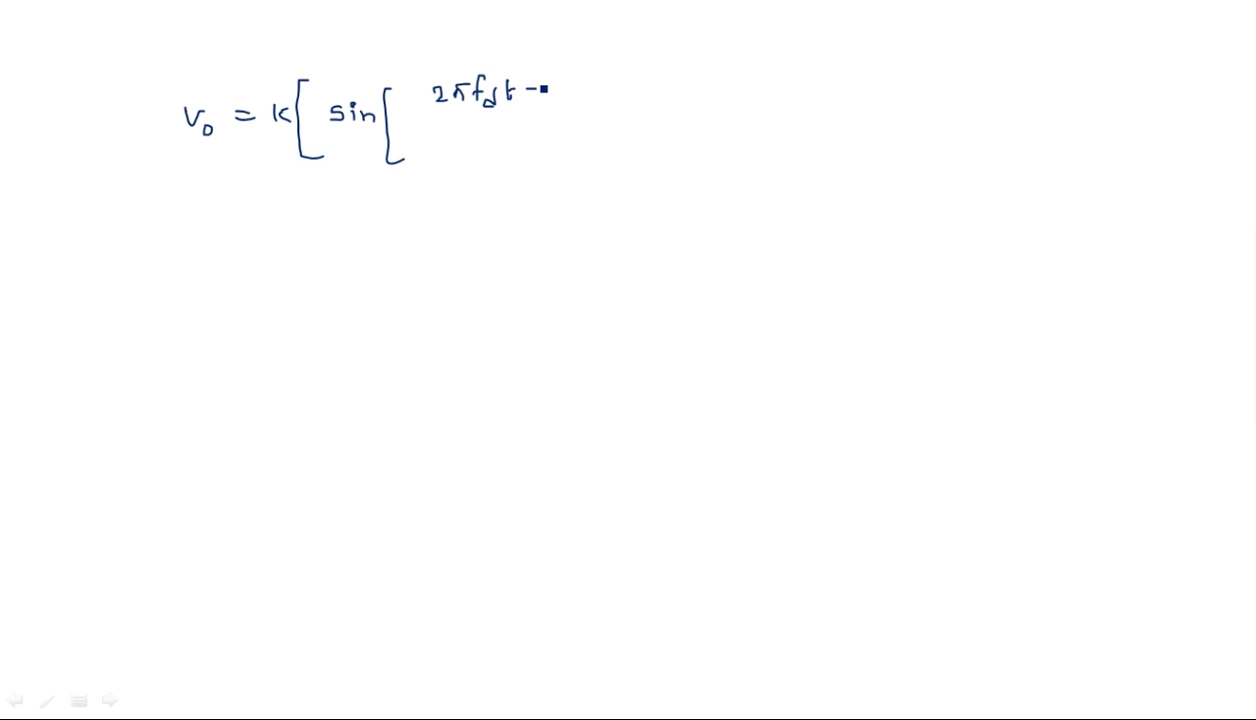 V₀ = k[ sin[ 2πf_d t -